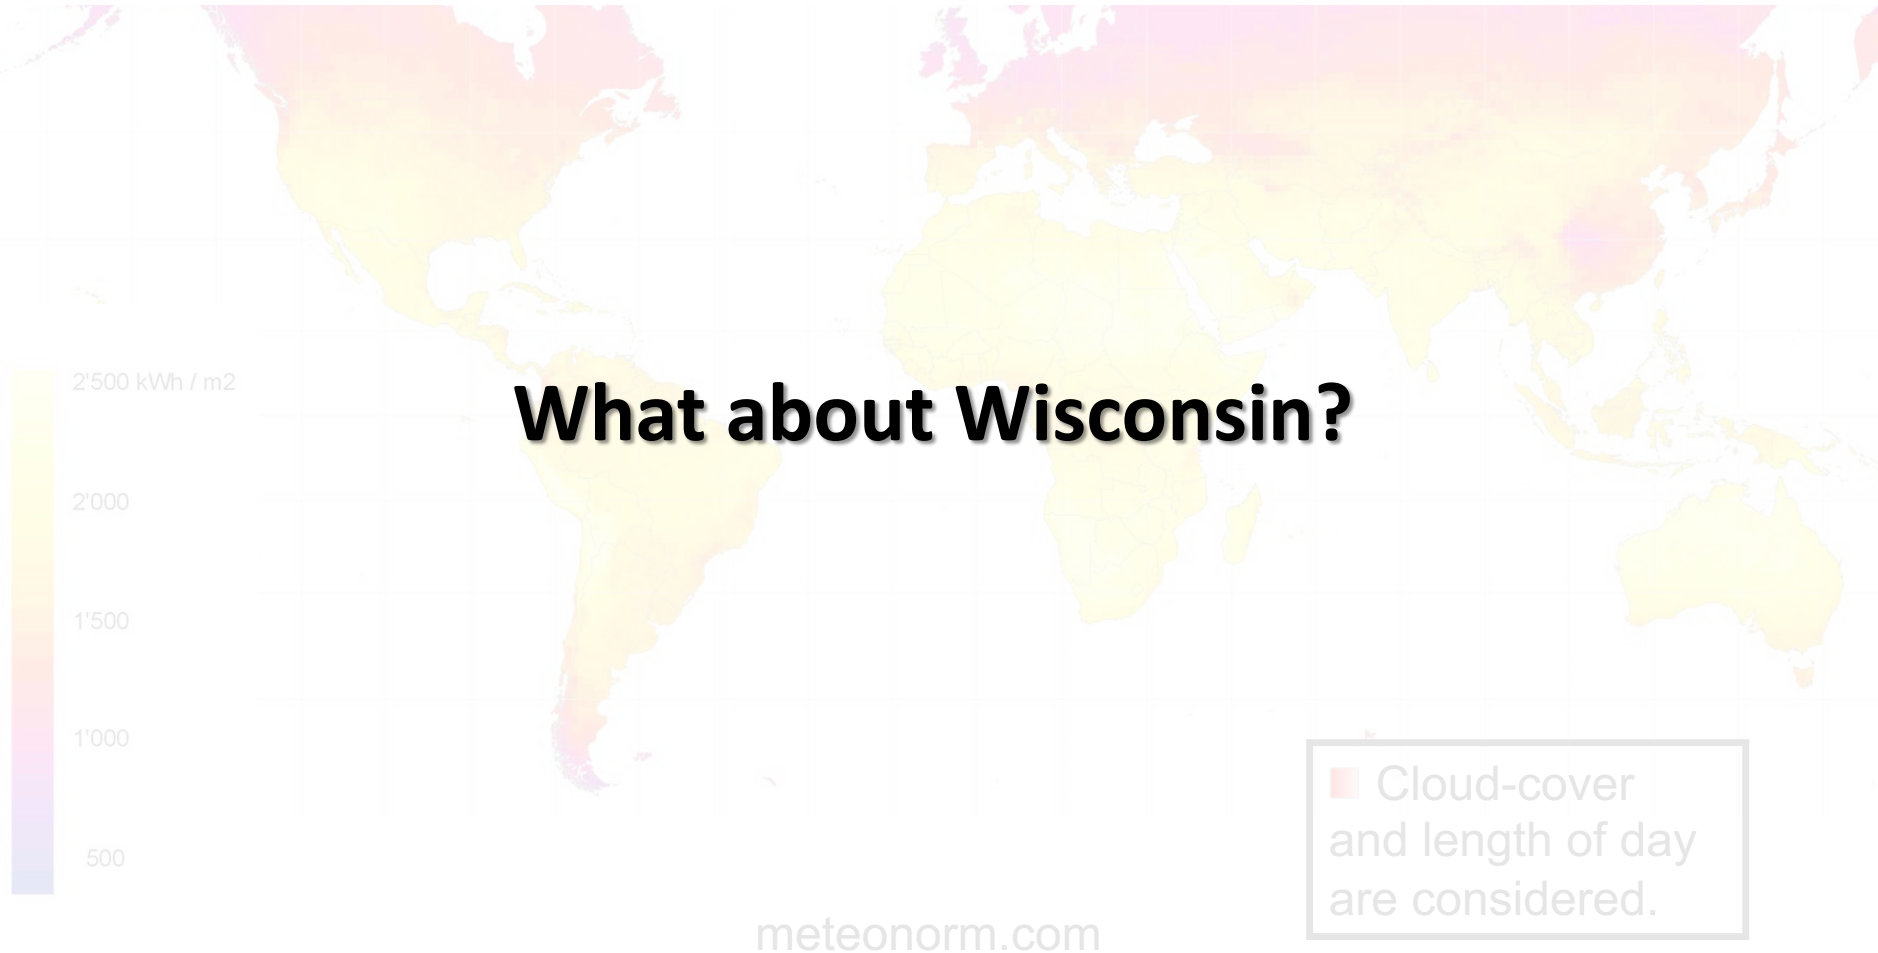 2'500 kWh / m2
What about Wisconsin?
2'000
1'500
1'000
500
Cloud-cover
and length of day
are considered.
meteonorm.com